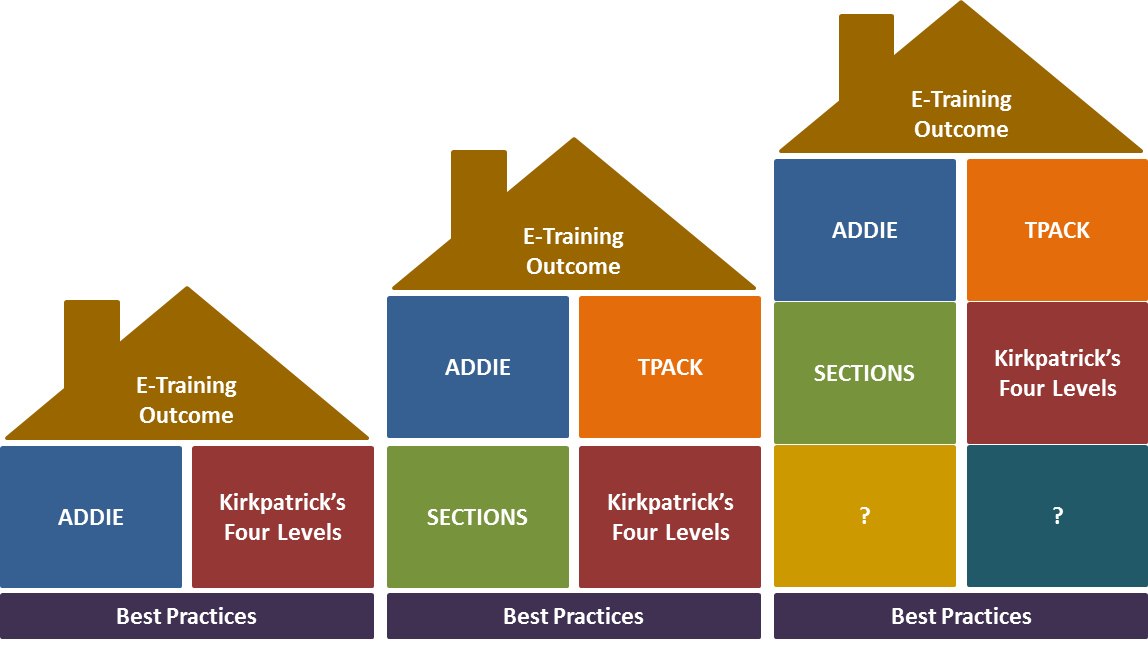 E-Training
Outcome
ADDIE
Kirkpatrick’s
Four Levels
Best Practices
E-Training
Outcome
ADDIE
TPACK
SECTIONS
Kirkpatrick’s
Four Levels
Best Practices
E-Training
Outcome
ADDIE
TPACK
SECTIONS
Kirkpatrick’s
Four Levels
?
?
Best Practices